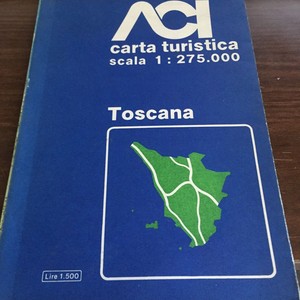 ACI
carta turistica
scala 1:275.000
Toscana
Lire 1.500